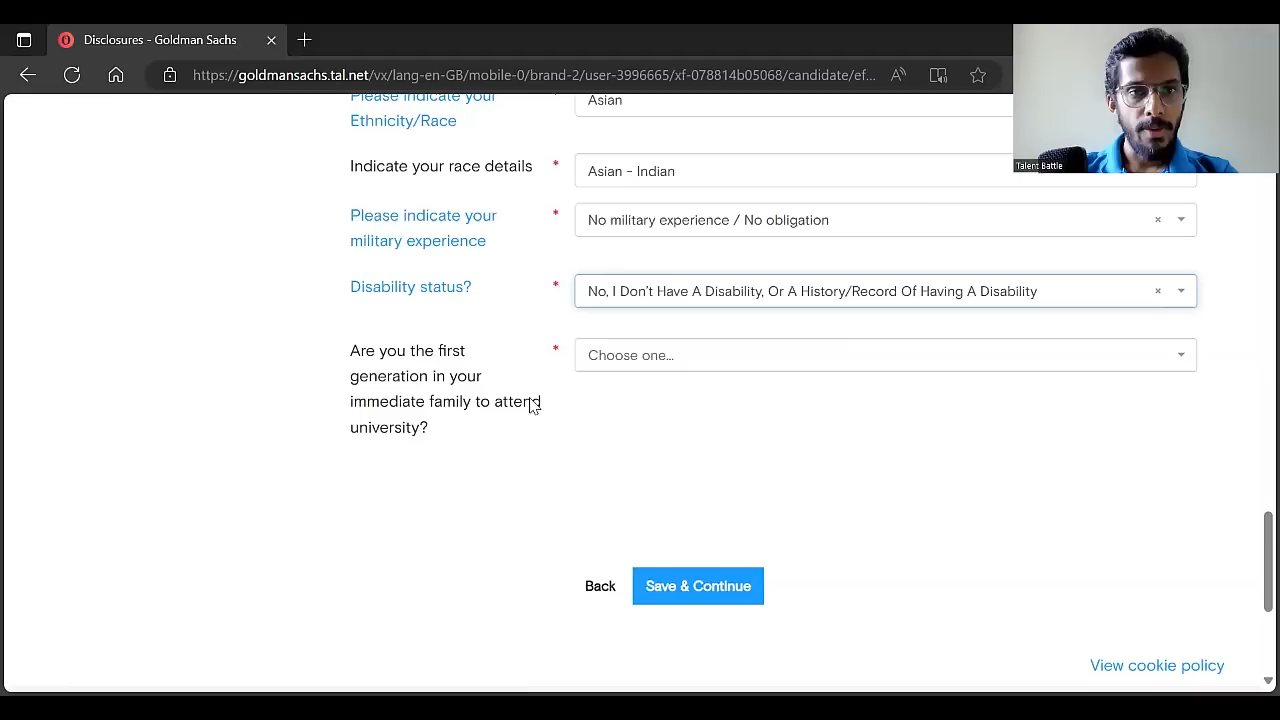 Disclosures - Goldman Sachs
https://goldmansachs.tal.net/vx/lang-en-GB/mobile-0/brand-2/user-3996665/xf-078814b05068/candidate/ef...
Talent Battle
Please indicate your
Ethnicity/Race
Asian
Indicate your race details *
Asian - Indian
Please indicate your *
military experience
No military experience / No obligation
Disability status? *
No, I Don't Have A Disability, Or A History/Record Of Having A Disability
Are you the first *
generation in your
immediate family to attend
university?
Choose one...
Back
Save & Continue
View cookie policy